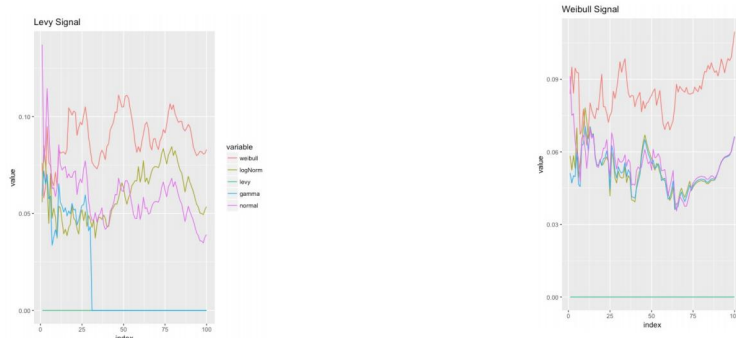 Levy Signal
0.10
0.05
0.00
value
0
25
50
75
100
index
variable
weibull
logNorm
levy
gamma
normal
Weibull Signal
0.09
0.06
0.03
0.00
value
0
25
50
75
index